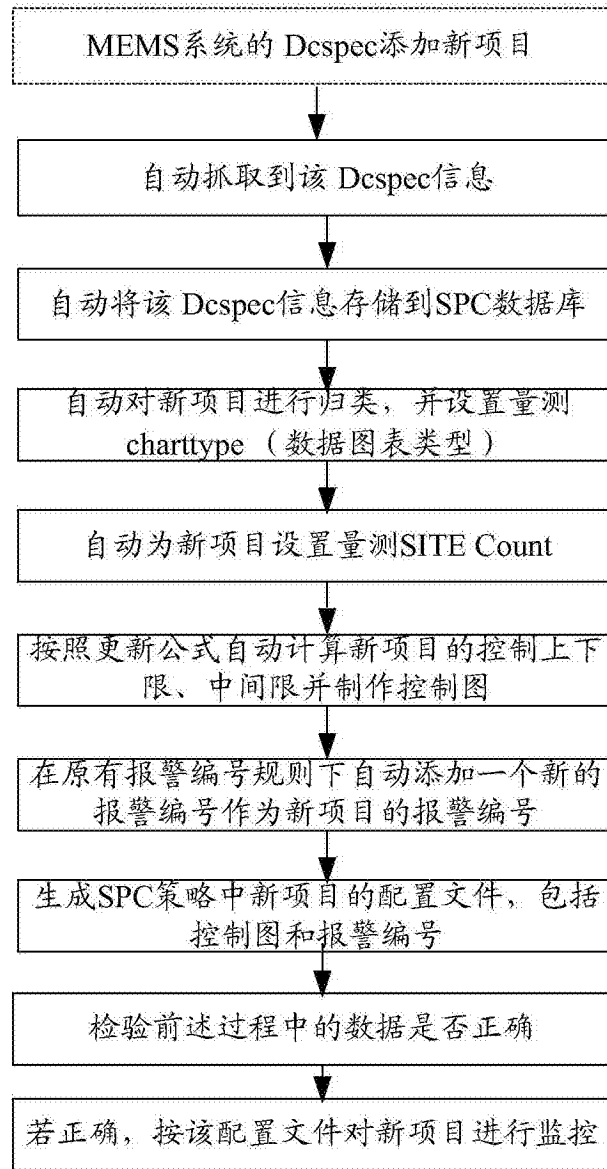 MEMS系统的 Dcspec添加新项目
自动抓取到该 Dcspec信息
自动将该 Dcspec信息存储到SPC数据库
自动对新项目进行归类，并设置量测
charttype（数据图表类型）
自动为新项目设置量测SITE Count
按照更新公式自动计算新项目的控制上下
限、中间限并制作控制图
在原有报警编号规则下自动添加一个新的
报警编号作为新项目的报警编号
生成SPC策略中新项目的配置文件，包括
控制图和报警编号
检验前述过程中的数据是否正确
若正确，按该配置文件对新项目进行监控